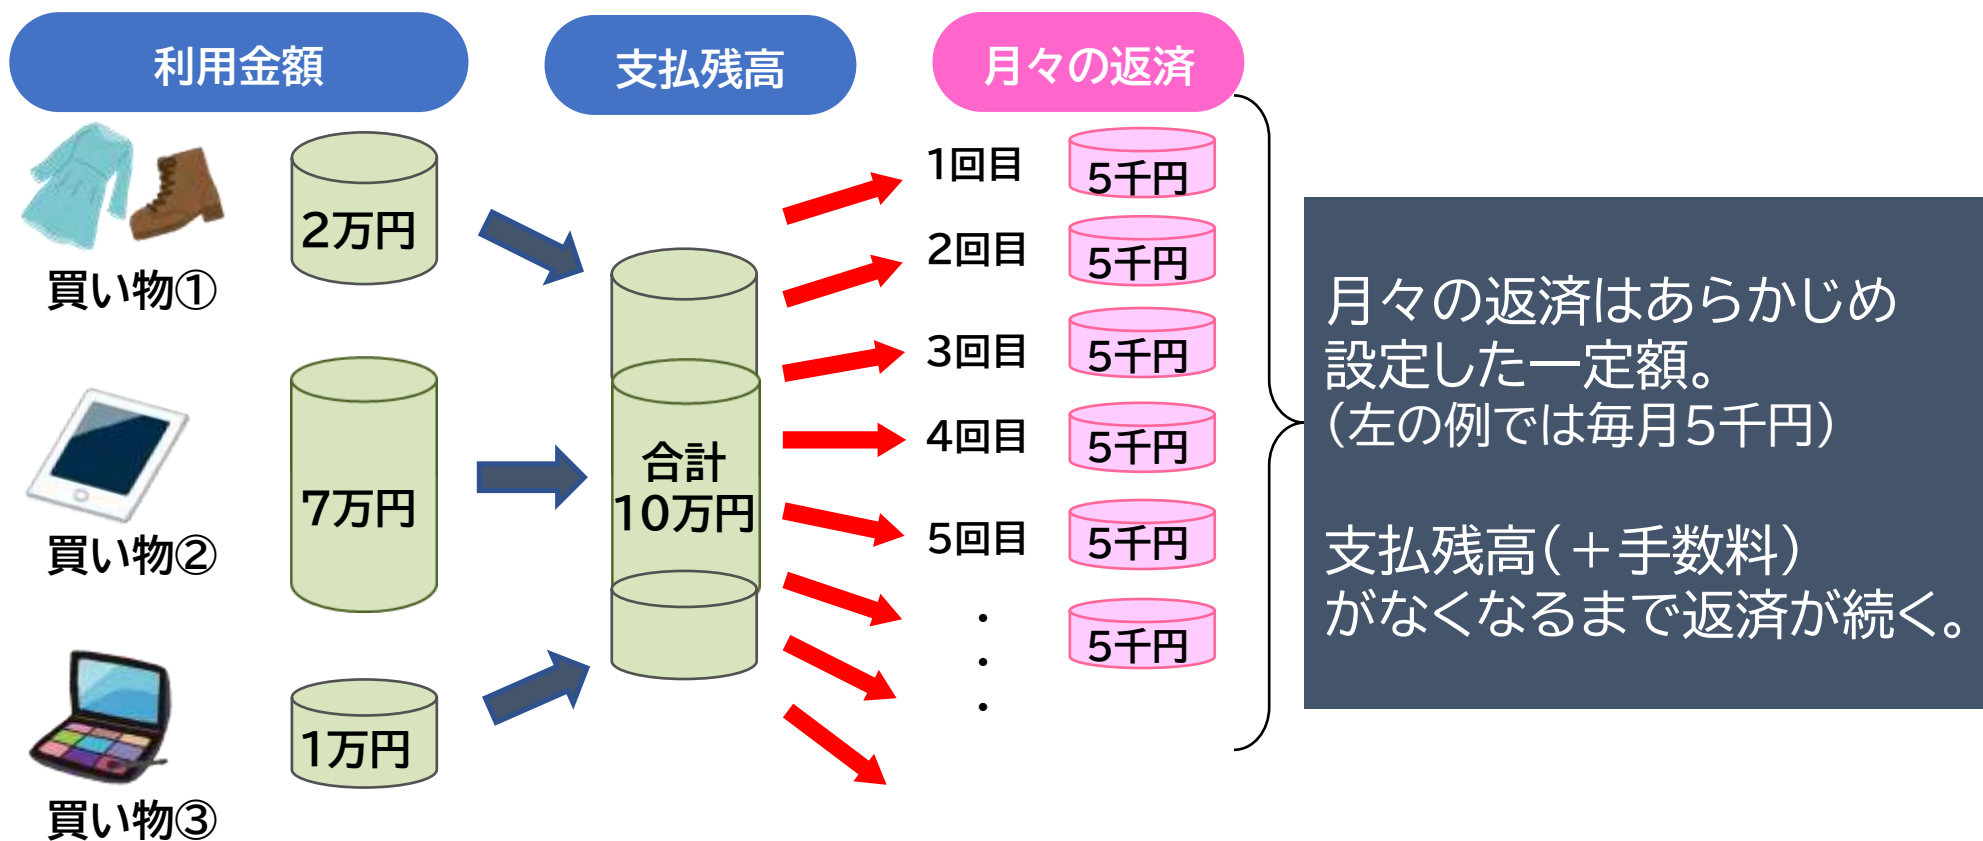 利用金額
支払残高
月々の返済
買い物①
2万円
買い物②
7万円
買い物③
1万円
合計
10万円
1回目
5千円
2回目
5千円
3回目
5千円
4回目
5千円
5回目
5千円
・
・
・
5千円
月々の返済はあらかじめ
設定した一定額。
（左の例では毎月5千円）
支払残高（＋手数料）
がなくなるまで返済が続く。